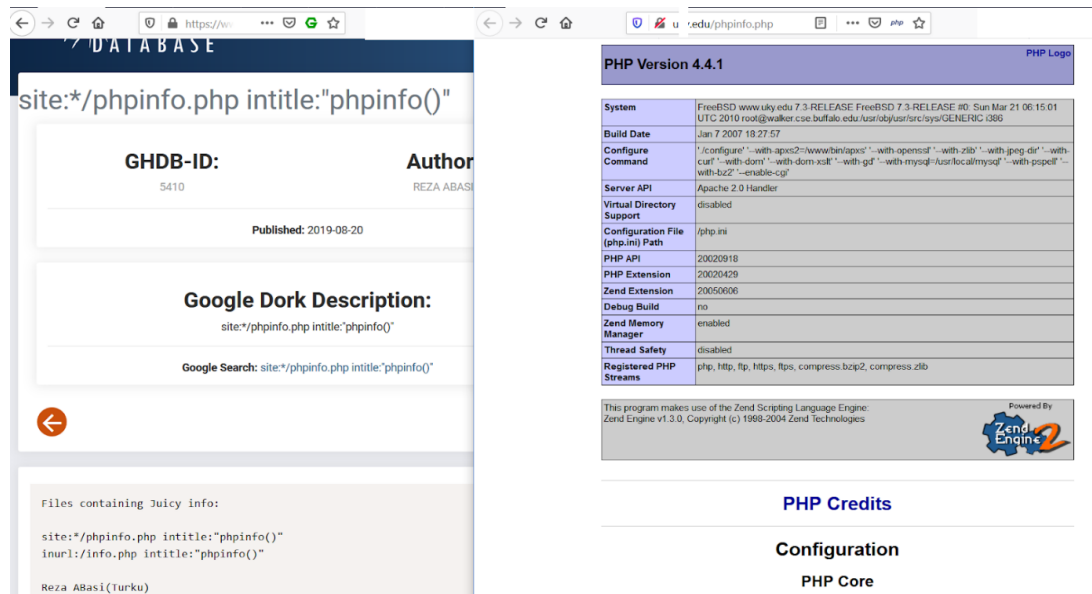 https://w
DATABASE
site:*/phpinfo.php intitle:"phpinfo()"
GHDB-ID:
5410
Author
REZA ABASI
Published: 2019-08-20
Google Dork Description:
site:*/phpinfo.php intitle:"phpinfo()"
Google Search: site:*/phpinfo.php intitle:"phpinfo()"
Files containing Juicy info:
site:*/phpinfo.php intitle:"phpinfo()"
inurl:/info.php intitle:"phpinfo()"
Reza ABasi(Turku)
u .edu/phpinfo.php
php
PHP Version 4.4.1
PHP Logo
System
FreeBSD www.uky.edu 7.3-RELEASE FreeBSD 7.3-RELEASE #0: Sun Mar 21 06:15:01
UTC 2010 root@walker.cse.buffalo.edu:/usr/obj/usr/src/sys/GENERIC i386
Build Date
Jan 7 2007 18:27:57
Configure
Command
'./configure' '--with-apxs2=/www/bin/apxs' '--with-openssl' '--with-zlib' '--with-jpeg-dir' '--with-
curl' '--with-dom' '--with-dom-xslt' '--with-gd' '--with-mysql=/usr/local/mysql' '--with-pspell' '--
with-bz2' '--enable-cgi'
Server API
Apache 2.0 Handler
Virtual Directory
Support
disabled
Configuration File
(php.ini) Path
/php.ini
PHP API
20020918
PHP Extension
20020429
Zend Extension
20050606
Debug Build
no
Zend Memory
Manager
enabled
Thread Safety
disabled
Registered PHP
Streams
php, http, ftp, https, ftps, compress.bzip2, compress.zlib
This program makes use of the Zend Scripting Language Engine:
Zend Engine v1.3.0, Copyright (c) 1998-2004 Zend Technologies
Powered By
Zend
Engine 2
PHP Credits
Configuration
PHP Core